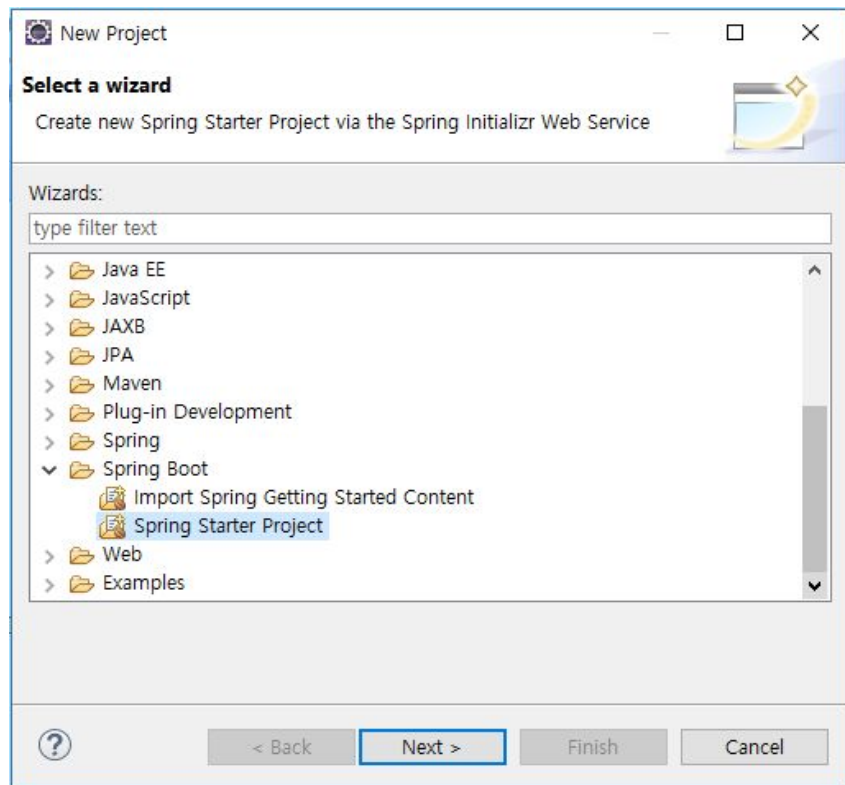 New Project
Select a wizard
Create new Spring Starter Project via the Spring Initializr Web Service
Wizards:
type filter text
Java EE
JavaScript
JAXB
JPA
Maven
Plug-in Development
Spring
Spring Boot
Import Spring Getting Started Content
Spring Starter Project
Web
Examples
?
< Back Next > Finish Cancel